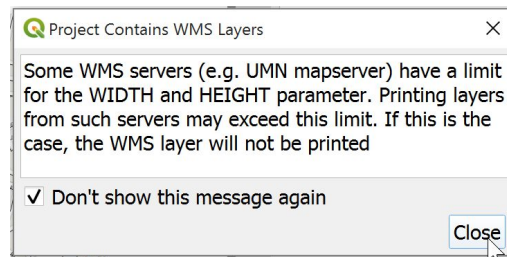 Project Contains WMS Layers
Some WMS servers (e.g. UMN mapserver) have a limit
for the WIDTH and HEIGHT parameter. Printing layers
from such servers may exceed this limit. If this is the
case, the WMS layer will not be printed
Don't show this message again
Close